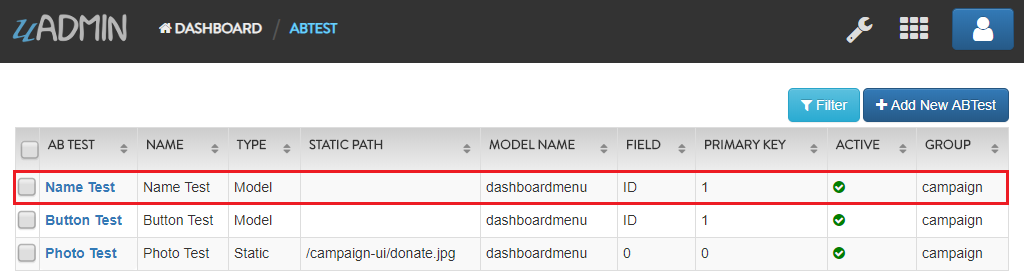 uADMIN DASHBOARD / ABTEST
Filter + Add New ABTest
AB TEST NAME TYPE STATIC PATH MODEL NAME FIELD PRIMARY KEY ACTIVE GROUP
Name Test Name Test Model dashboardmenu ID 1 campaign
Button Test Button Test Model dashboardmenu ID 1 campaign
Photo Test Photo Test Static /campaign-ui/donate.jpg dashboardmenu 0 0 campaign